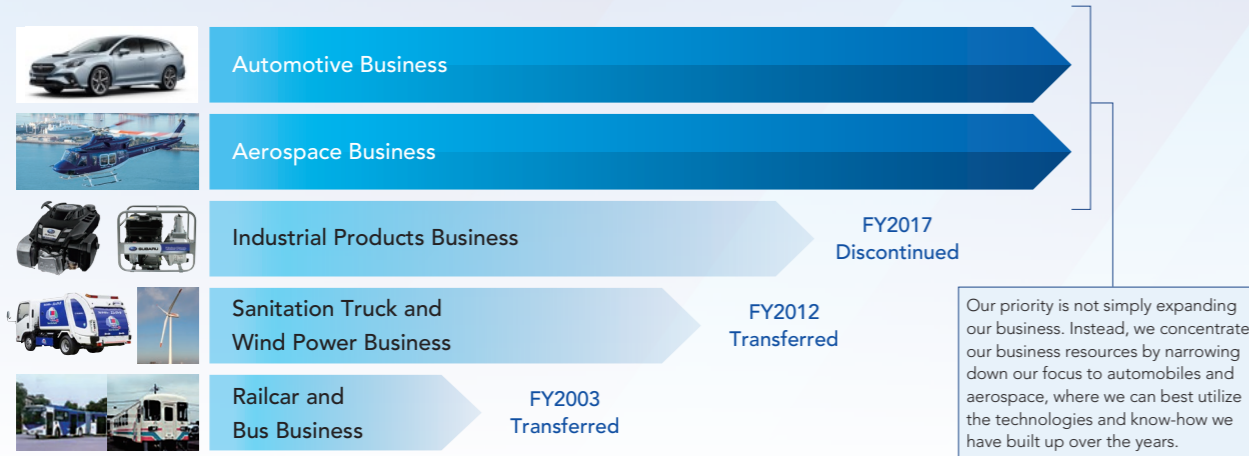 Automotive Business
Aerospace Business
SUBARU
Industrial Products Business
FY2017
Discontinued
Sanitation Truck and
Wind Power Business
FY2012
Transferred
Railcar and
Bus Business
FY2003
Transferred
Our priority is not simply expanding
our business. Instead, we concentrate
our business resources by narrowing
down our focus to automobiles and
aerospace, where we can best utilize
the technologies and know-how we
have built up over the years.